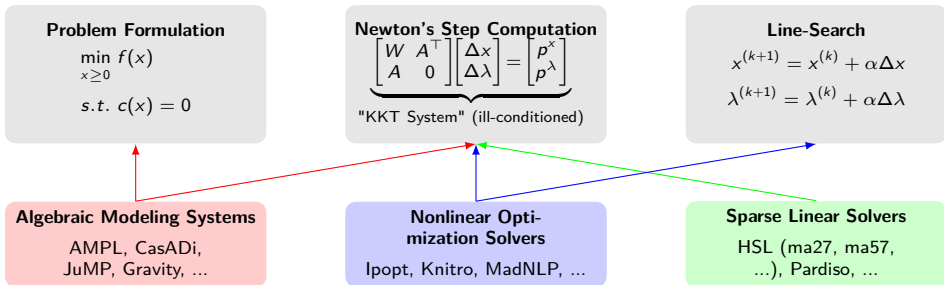 Problem Formulation
min f(x)
x≥0
s.t. c(x) = 0
Newton's Step Computation
[W A⊤] [Δx] = [p^x]
[A 0] [Δλ] [p^λ]
"KKT System" (ill-conditioned)
Line-Search
x^(k+1) = x^(k) + αΔx
λ^(k+1) = λ^(k) + αΔλ
Algebraic Modeling Systems
AMPL, CasADi,
JuMP, Gravity, ...
Nonlinear Opti-
mization Solvers
Ipopt, Knitro, MadNLP, ...
Sparse Linear Solvers
HSL (ma27, ma57,
...), Pardiso, ...